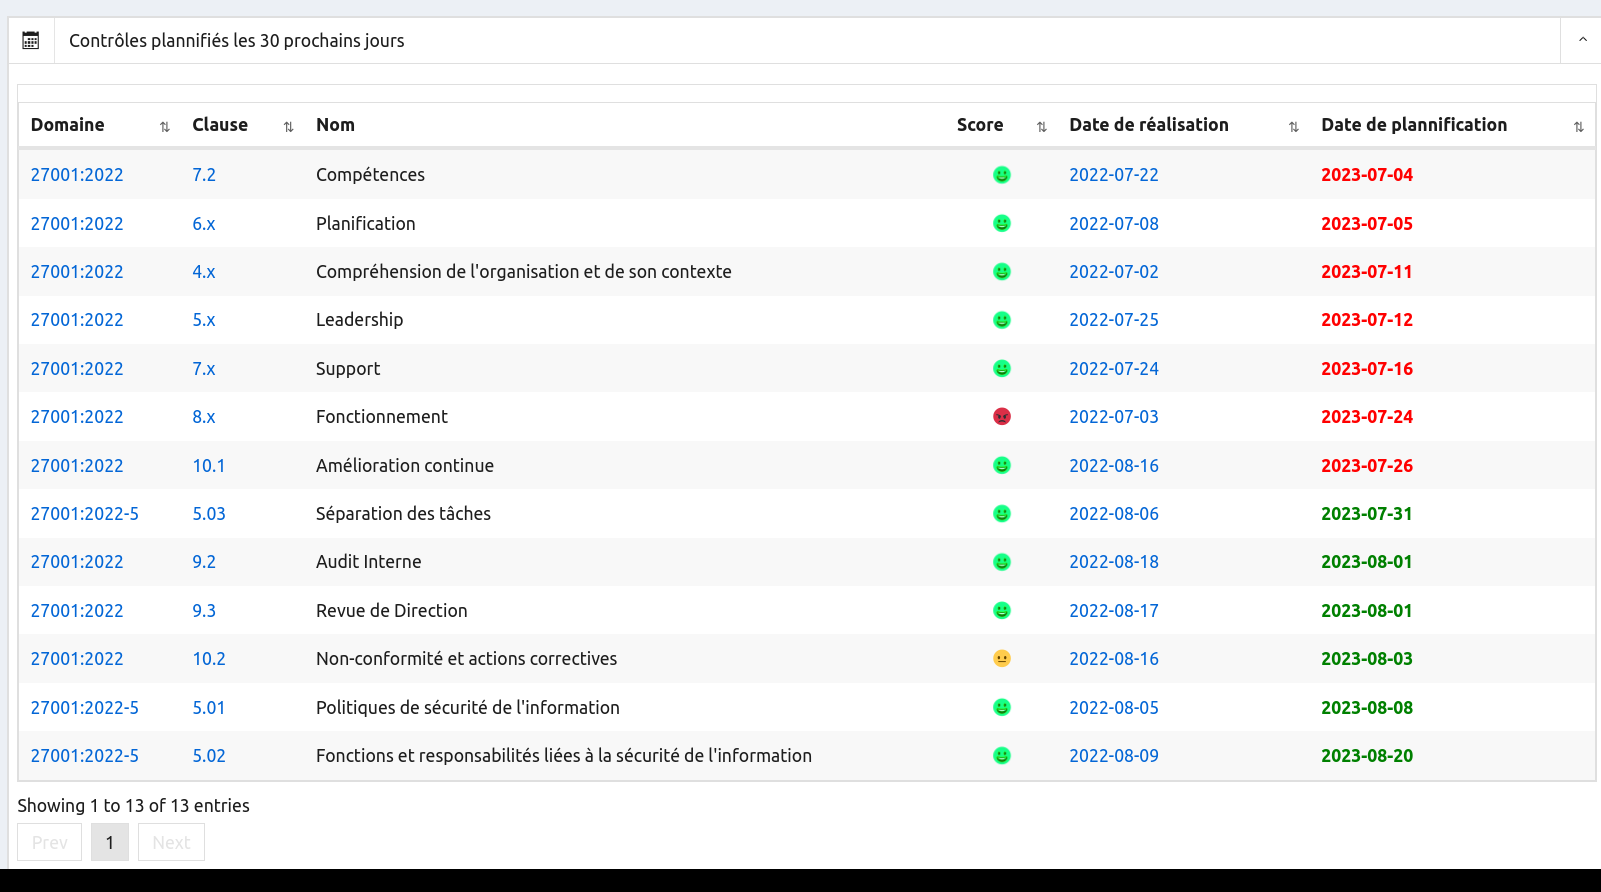 Contrôles plannifiés les 30 prochains jours
Domaine Clause Nom Score Date de réalisation Date de plannification
27001:2022 7.2 Compétences 2022-07-22 2023-07-04
27001:2022 6.x Planification 2022-07-08 2023-07-05
27001:2022 4.x Compréhension de l'organisation et de son contexte 2022-07-02 2023-07-11
27001:2022 5.x Leadership 2022-07-25 2023-07-12
27001:2022 7.x Support 2022-07-24 2023-07-16
27001:2022 8.x Fonctionnement 2022-07-03 2023-07-24
27001:2022 10.1 Amélioration continue 2022-08-16 2023-07-26
27001:2022-5 5.03 Séparation des tâches 2022-08-06 2023-07-31
27001:2022 9.2 Audit Interne 2022-08-18 2023-08-01
27001:2022 9.3 Revue de Direction 2022-08-17 2023-08-01
27001:2022 10.2 Non-conformité et actions correctives 2022-08-16 2023-08-03
27001:2022-5 5.01 Politiques de sécurité de l'information 2022-08-05 2023-08-08
27001:2022-5 5.02 Fonctions et responsabilités liées à la sécurité de l'information 2022-08-09 2023-08-20
Showing 1 to 13 of 13 entries
Prev 1 Next